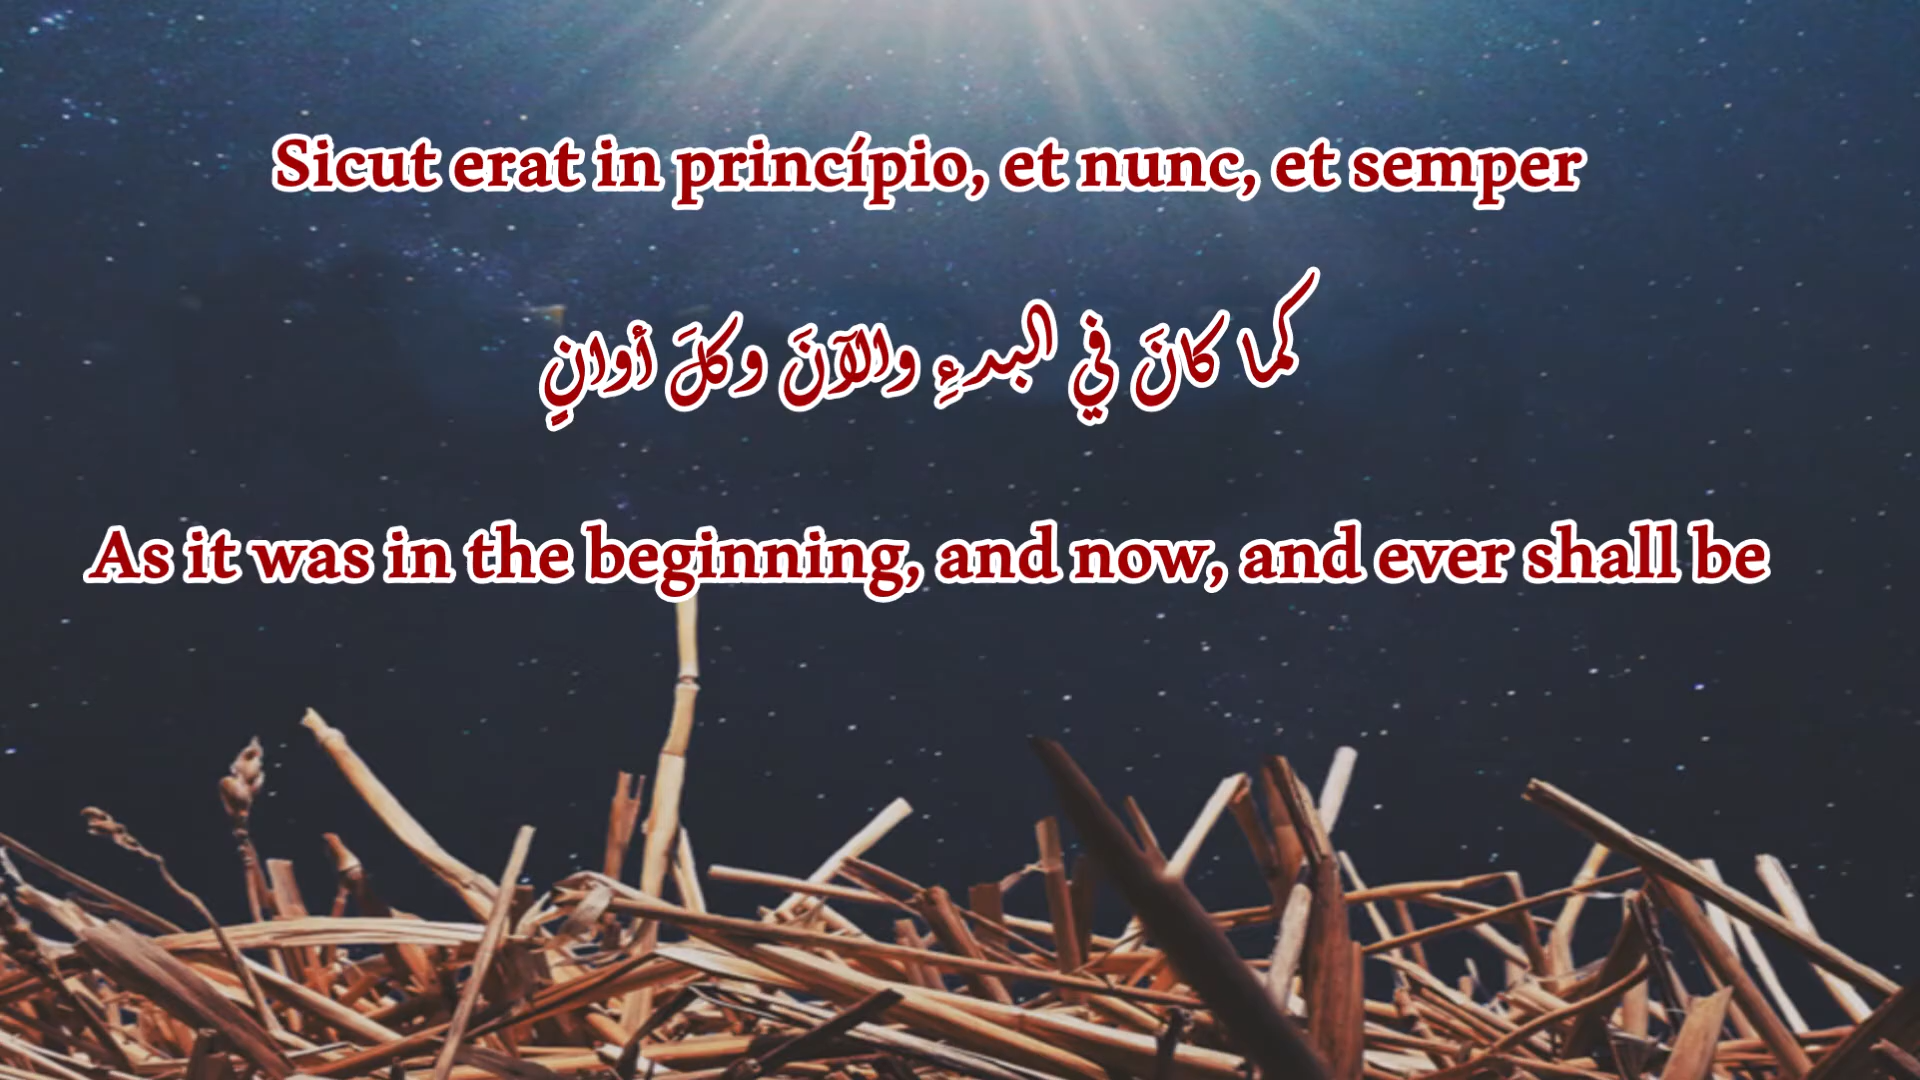 Sicut erat in princípio, et nunc, et semper
كما كانَ في البدءِ والآنَ وكلَ أوانٍ
As it was in the beginning, and now, and ever shall be